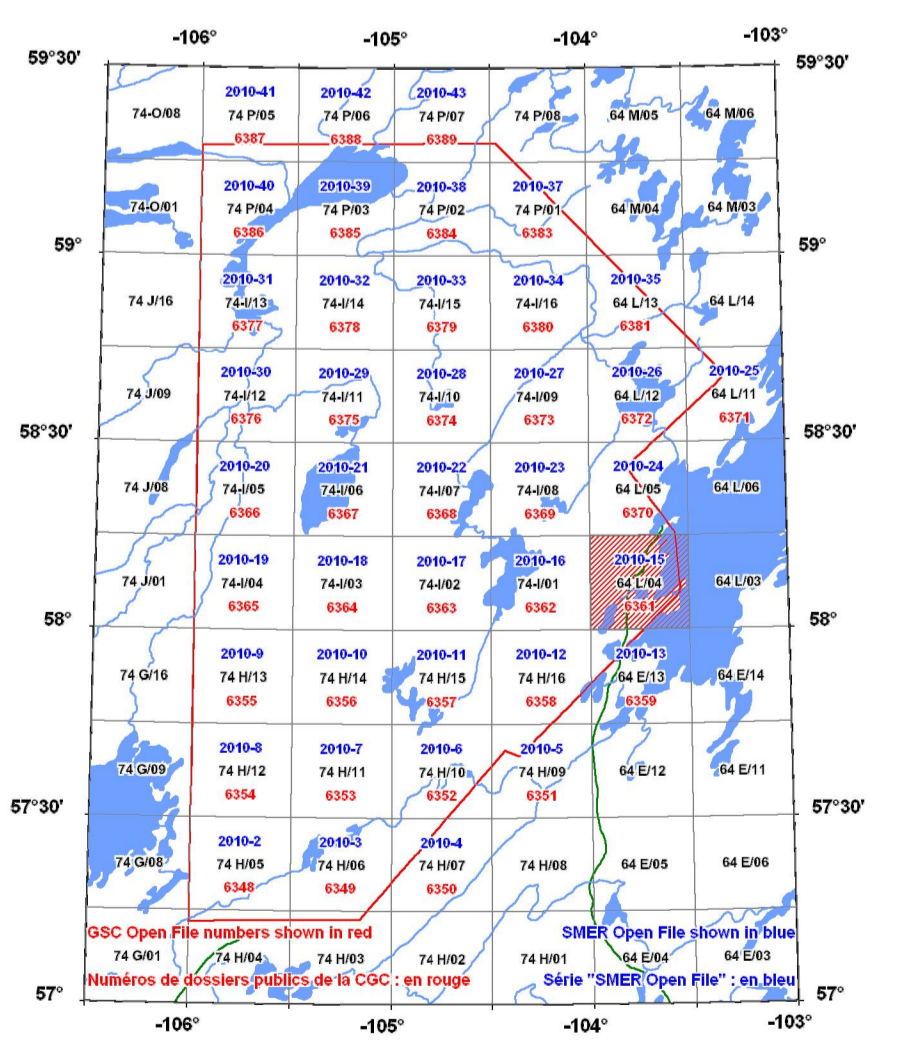 -106° -105° -104° -103°
59°30' 59°30'
2010-41 2010-42 2010-43
74-O/08 74 P/05 74 P/06 74 P/07 74 P/08 64 M/05 64 M/06
6387 6388 6389
2010-40 2010-39 2010-38 2010-37
74-O/01 74 P/04 74 P/03 74 P/02 74 P/01 64 M/04 64 M/03
6386 6385 6384 6383
59° 59°
2010-31 2010-32 2010-33 2010-34 2010-35
74 J/16 74-I/13 74-I/14 74-I/15 74-I/16 64 L/13 64 L/14
6377 6378 6379 6380 6381
2010-30 2010-29 2010-28 2010-27 2010-26 2010-25
74 J/09 74-I/12 74-I/11 74-I/10 74-I/09 64 L/12 64 L/11
6376 6375 6374 6373 6372 6371
58°30' 58°30'
2010-20 2010-21 2010-22 2010-23 2010-24
74 J/08 74-I/05 74-I/06 74-I/07 74-I/08 64 L/05 64 L/06
6366 6367 6368 6369 6370
2010-19 2010-18 2010-17 2010-16 2010-15
74 J/01 74-I/04 74-I/03 74-I/02 74-I/01 64 L/04 64 L/03
6365 6364 6363 6362 6361
58° 58°
2010-9 2010-10 2010-11 2010-12 2010-13
74 G/16 74 H/13 74 H/14 74 H/15 74 H/16 64 E/13 64 E/14
6355 6356 6357 6358 6359
2010-8 2010-7 2010-6 2010-5
74 G/09 74 H/12 74 H/11 74 H/10 74 H/09 64 E/12 64 E/11
6354 6353 6352 6351
57°30' 57°30'
2010-2 2010-3 2010-4
74 G/08 74 H/05 74 H/06 74 H/07 74 H/08 64 E/05 64 E/06
6348 6349 6350
GSC Open File numbers shown in red SMER Open File shown in blue
74 G/01 74 H/04 74 H/03 74 H/02 74 H/01 64 E/04 64 E/03
Numéros de dossiers publics de la CGC : en rouge Série "SMER Open File" : en bleu
57° 57°
-106° -105° -104° -103°